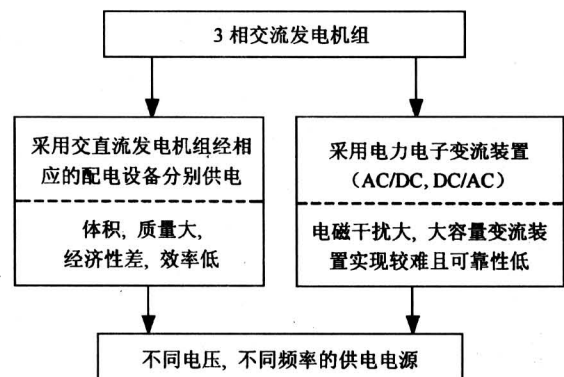 3 相交流发电机组
采用交直流发电机组经相
应的配电设备分别供电
体积, 质量大,
经济性差, 效率低
采用电力电子变流装置
(AC/DC, DC/AC)
电磁干扰大, 大容量变流装
置实现较难且可靠性低
不同电压, 不同频率的供电电源